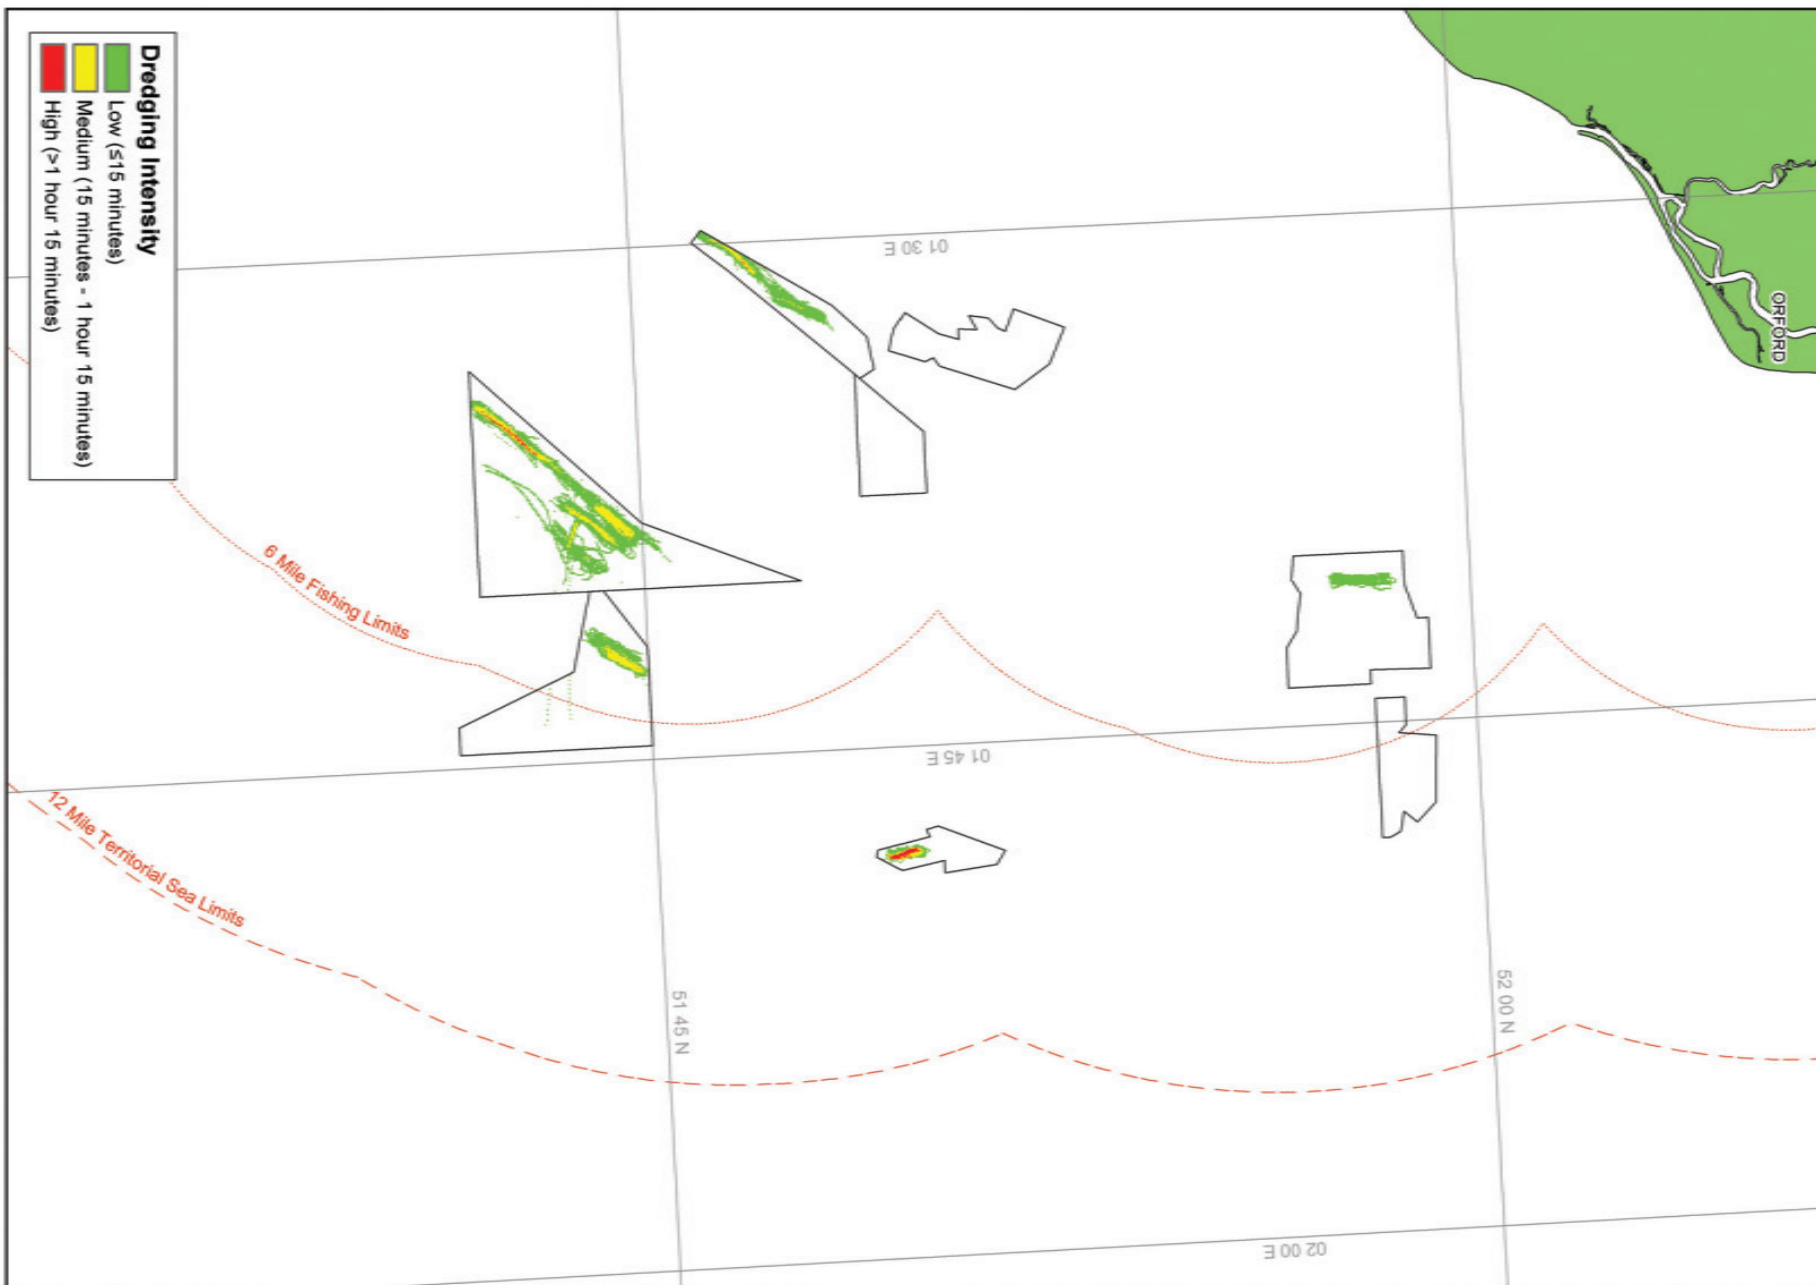 Dredging Intensity
Low (≤15 minutes)
Medium (15 minutes - 1 hour 15 minutes)
High (>1 hour 15 minutes)
ORFORD
01 30 E
6 Mile Fishing Limits
01 45 E
12 Mile Territorial Sea Limits
51 45 N
52 00 N
02 00 E